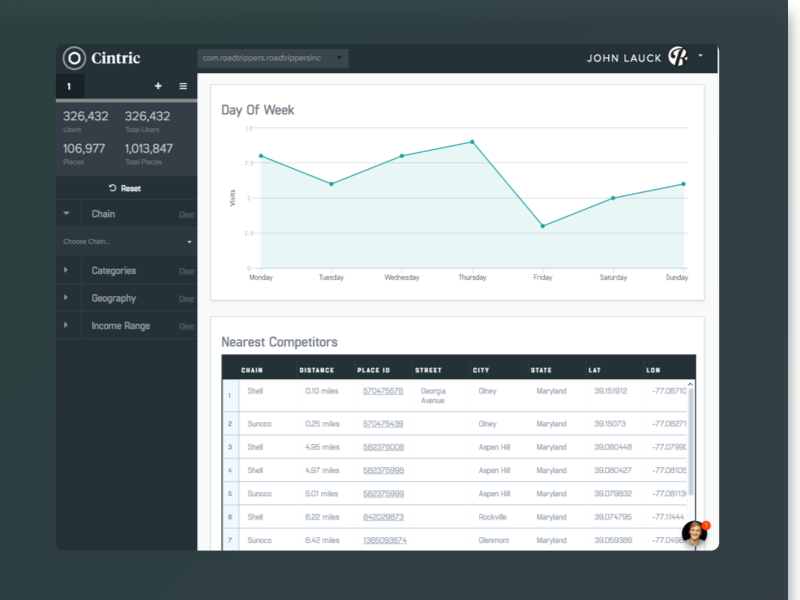 Cintric
com.roadtrippers.roadtrippersinc
JOHN LAUCK
1
326,432 326,432
Users Total Users
106,977 1,013,847
Places Total Places
Reset
Chain Clear
Choose Chain...
Categories Clear
Geography Clear
Income Range Clear
Day Of Week
10
7.5
5
2.5
0
Visits
Monday Tuesday Wednesday Thursday Friday Saturday Sunday
Nearest Competitors
CHAIN DISTANCE PLACE ID STREET CITY STATE LAT LON
1 Shell 0.10 miles 570475576 Georgia Avenue Olney Maryland 39.151912 -77.06710
2 Sunoco 0.25 miles 570475439 Olney Maryland 39.15073 -77.06271
3 Shell 4.95 miles 582376006 Aspen Hill Maryland 39.080446 -77.0799
4 Shell 4.97 miles 582375998 Aspen Hill Maryland 39.080427 -77.08105
5 Sunoco 5.01 miles 582375999 Aspen Hill Maryland 39.079832 -77.08113
6 Shell 6.22 miles 842029873 Rockville Maryland 39.074795 -77.11444
7 Sunoco 6.42 miles 1365093874 Glenmont Maryland 39.059386 -77.049
1